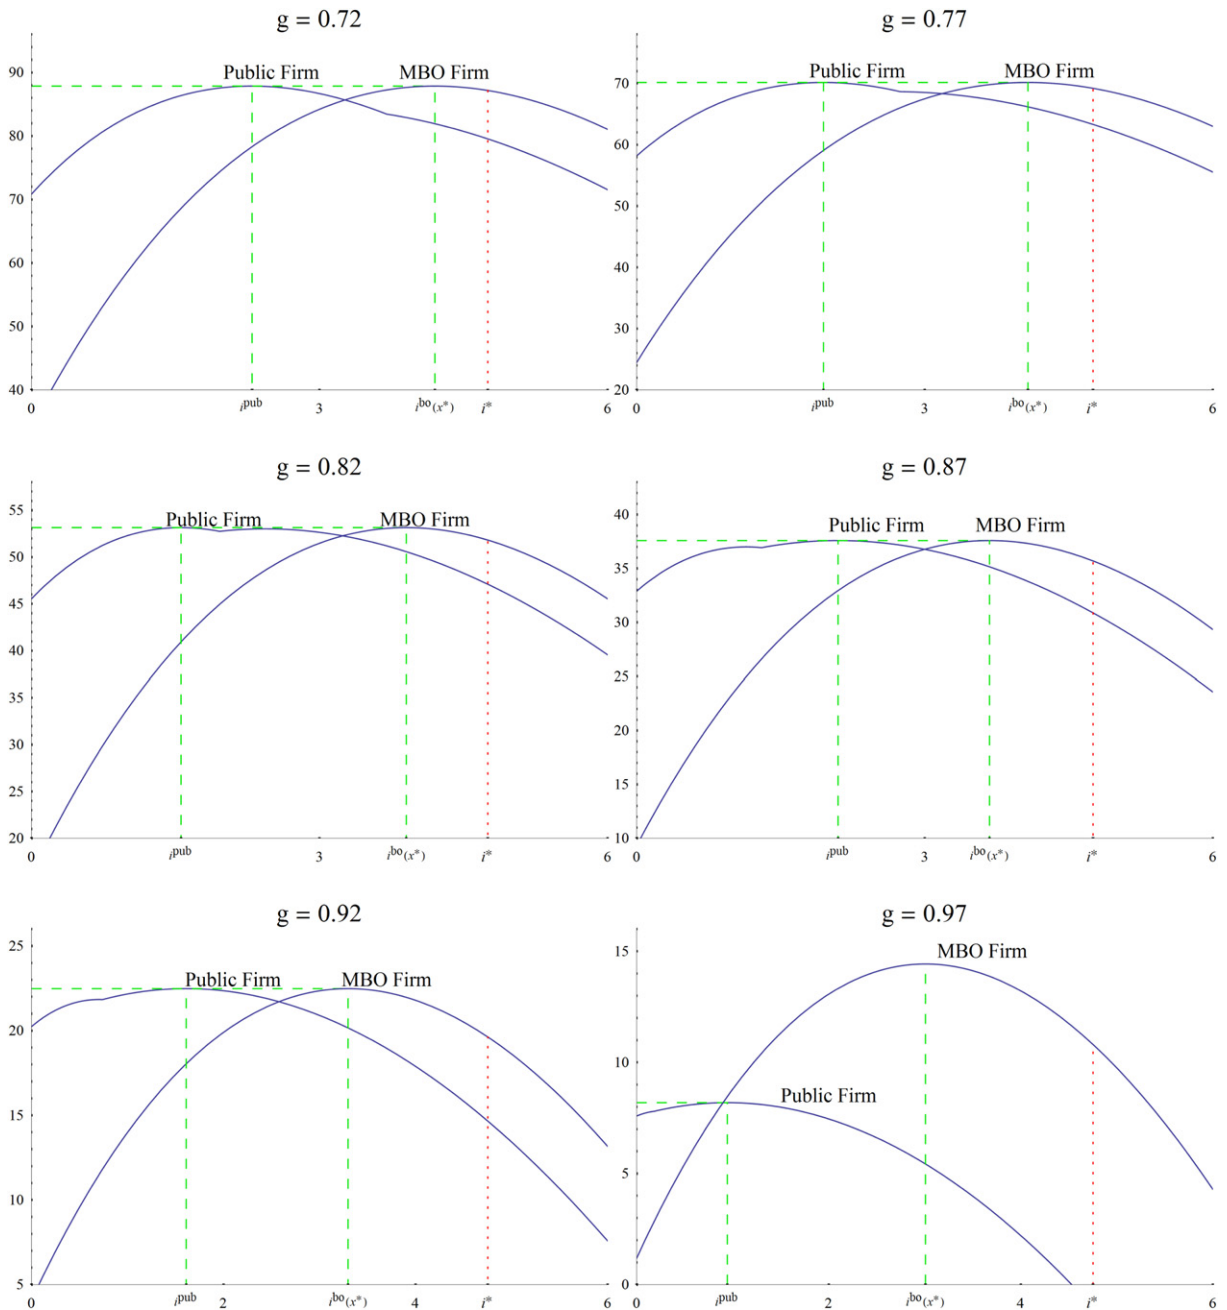 g = 0.72
90
Public Firm MBO Firm
80
70
60
50
40
0 i^pub 3 i^bo(x*) i* 6
g = 0.77
70
Public Firm MBO Firm
60
50
40
30
20
0 i^pub 3 i^bo(x*) i* 6
g = 0.82
55
Public Firm MBO Firm
50
45
40
35
30
25
20
0 i^pub 3 i^bo(x*) i* 6
g = 0.87
40
Public Firm MBO Firm
35
30
25
20
15
10
0 i^pub 3 i^bo(x*) i* 6
g = 0.92
25
Public Firm MBO Firm
20
15
10
5
0 i^pub 2 i^bo(x*) 4 i* 6
g = 0.97
15
MBO Firm
10
Public Firm
5
0
0 i^pub 2 i^bo(x*) 4 i* 6